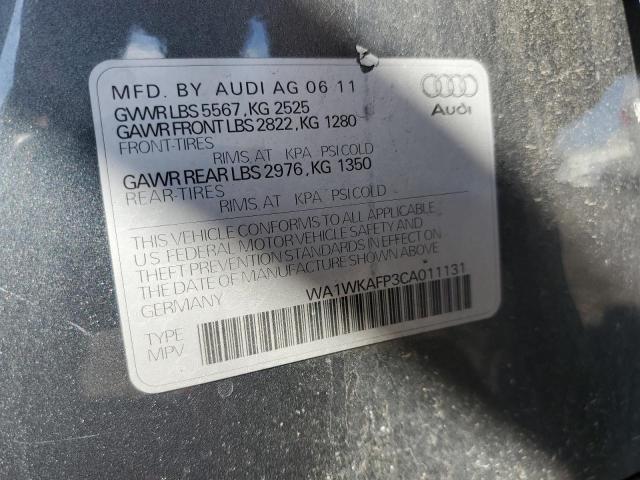 MFD. BY AUDI AG 06 11
GVWR LBS 5567, KG 2525
GAWR FRONT LBS 2822, KG 1280
FRONT-TIRES
RIMS, AT KPA PSI COLD
GAWR REAR LBS 2976, KG 1350
REAR-TIRES
RIMS, AT KPA PSI COLD
Audi
THIS VEHICLE CONFORMS TO ALL APPLICABLE
U.S. FEDERAL MOTOR VEHICLE SAFETY AND
THEFT PREVENTION STANDARDS IN EFFECT ON
THE DATE OF MANUFACTURE SHOWN ABOVE
GERMANY
WA1WKAFP3CA011131
TYPE
MPV